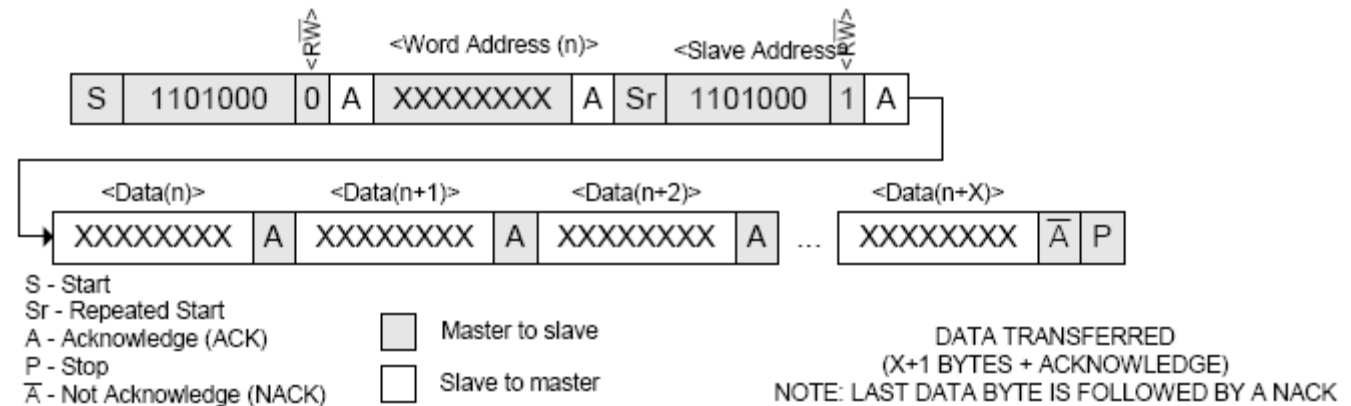 <RW̅>
<Word Address (n)>
<Slave Address>
<RW̅>
S 1101000 0 A XXXXXXXX A Sr 1101000 1 A
<Data(n)> <Data(n+1)> <Data(n+2)> <Data(n+X)>
XXXXXXXX A XXXXXXXX A XXXXXXXX A ... XXXXXXXX A̅ P
S - Start
Sr - Repeated Start
A - Acknowledge (ACK)
P - Stop
A̅ - Not Acknowledge (NACK)
Master to slave
Slave to master
DATA TRANSFERRED
(X+1 BYTES + ACKNOWLEDGE)
NOTE: LAST DATA BYTE IS FOLLOWED BY A NACK